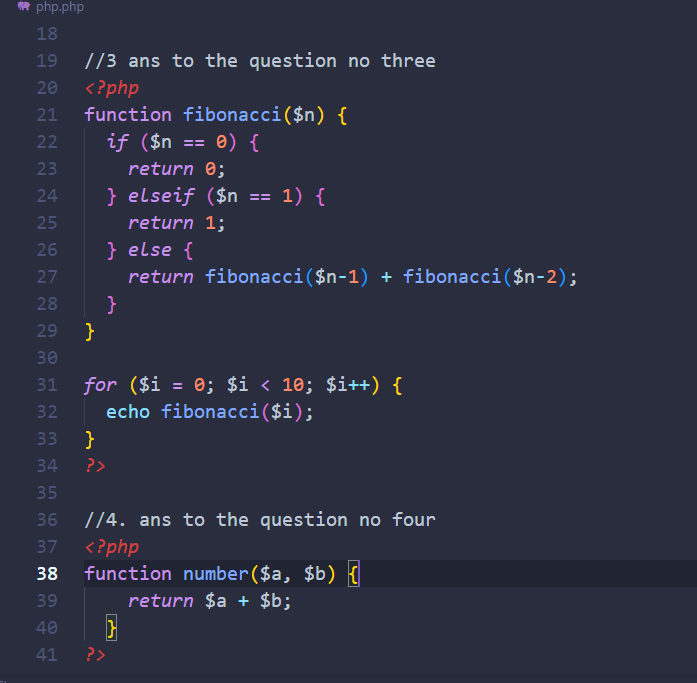 php.php
18
19 //3 ans to the question no three
20 <?php
21 function fibonacci($n) {
22   if ($n == 0) {
23     return 0;
24   } elseif ($n == 1) {
25     return 1;
26   } else {
27     return fibonacci($n-1) + fibonacci($n-2);
28   }
29 }
30
31 for ($i = 0; $i < 10; $i++) {
32   echo fibonacci($i);
33 }
34 ?>
35
36 //4. ans to the question no four
37 <?php
38 function number($a, $b) {
39     return $a + $b;
40   }
41 ?>